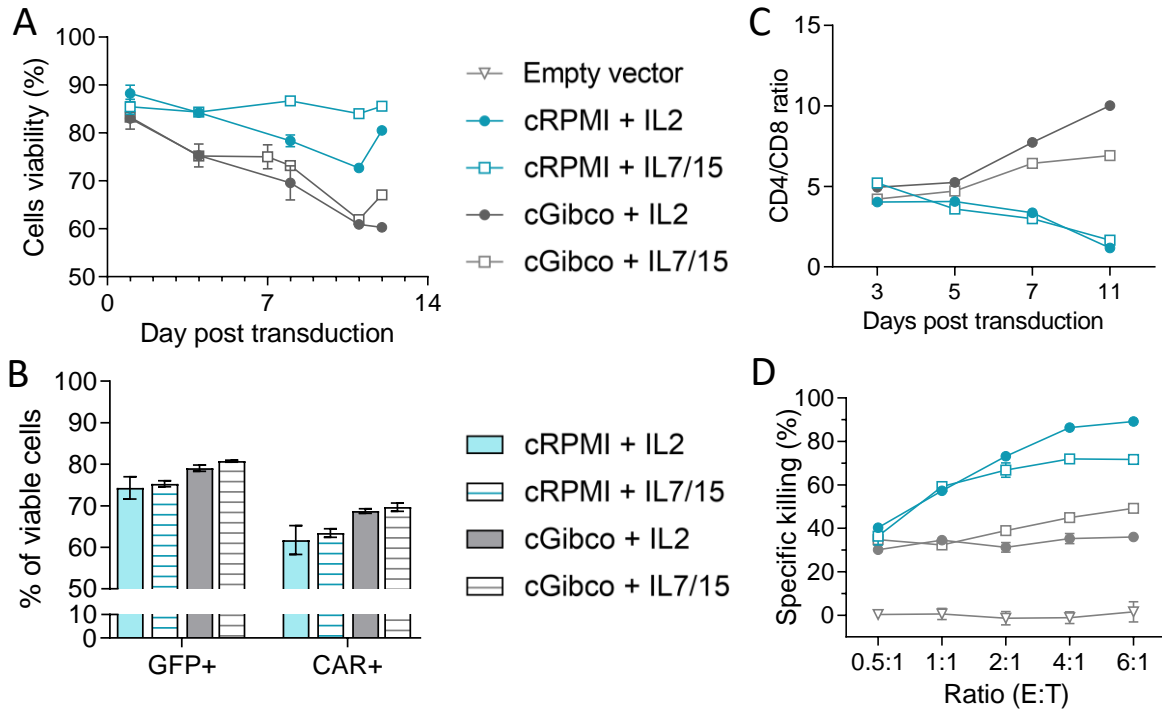 A
Cells viability (%)
100
90
80
70
60
50
0
7
14
Day post transduction
Empty vector
cRPMI + IL2
cRPMI + IL7/15
cGibco + IL2
cGibco + IL7/15
C
CD4/CD8 ratio
15
10
5
0
3
5
7
11
Days post transduction
B
% of viable cells
100
90
80
70
60
50
10
0
GFP+
CAR+
cRPMI + IL2
cRPMI + IL7/15
cGibco + IL2
cGibco + IL7/15
D
Specific killing (%)
100
80
60
40
20
0
0.5:1
1:1
2:1
4:1
6:1
Ratio (E:T)